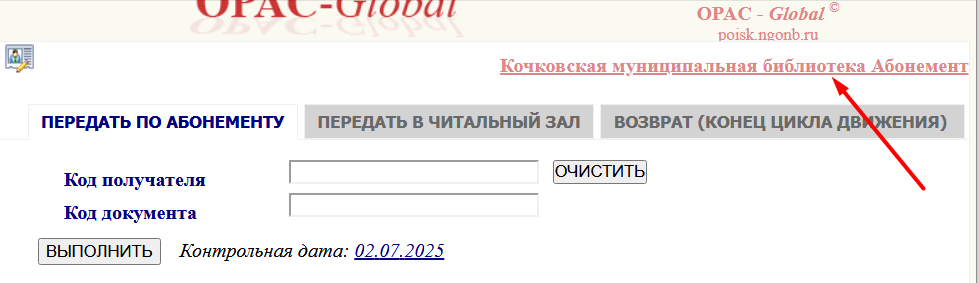 OPAC-Global
OPAC - Global ©
poisk.ngonb.ru
Кочковская муниципальная библиотека Абонемент
ПЕРЕДАТЬ ПО АБОНЕМЕНТУ ПЕРЕДАТЬ В ЧИТАЛЬНЫЙ ЗАЛ ВОЗВРАТ (КОНЕЦ ЦИКЛА ДВИЖЕНИЯ)
Код получателя ОЧИСТИТЬ
Код документа
ВЫПОЛНИТЬ Контрольная дата: 02.07.2025